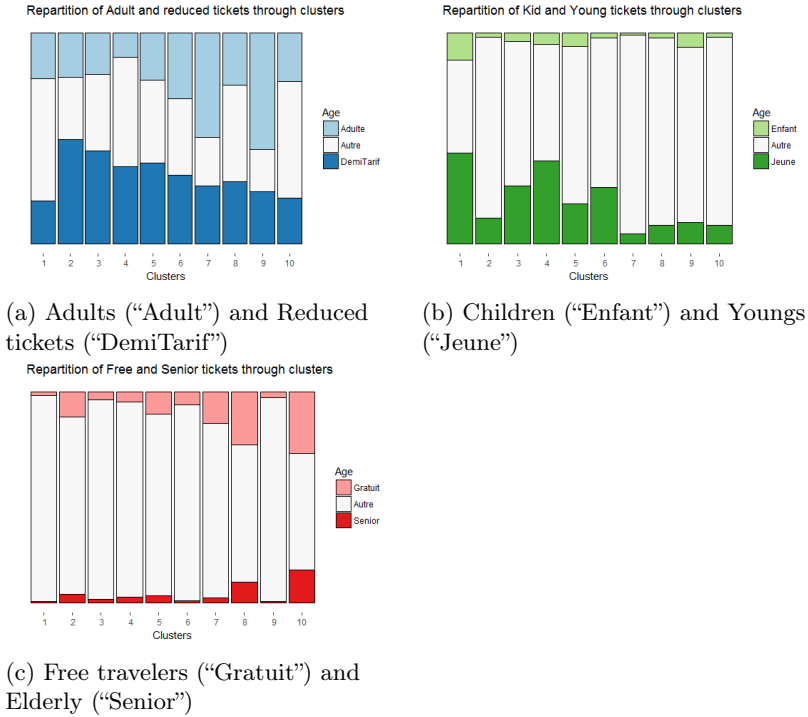 Repartition of Adult and reduced tickets through clusters
Age
Adulte
Autre
DemiTarif
1 2 3 4 5 6 7 8 9 10
Clusters
(a) Adults (“Adult”) and Reduced
tickets (“DemiTarif”)
Repartition of Kid and Young tickets through clusters
Age
Enfant
Autre
Jeune
1 2 3 4 5 6 7 8 9 10
Clusters
(b) Children (“Enfant”) and Youngs
(“Jeune”)
Repartition of Free and Senior tickets through clusters
Age
Gratuit
Autre
Senior
1 2 3 4 5 6 7 8 9 10
Clusters
(c) Free travelers (“Gratuit”) and
Elderly (“Senior”)